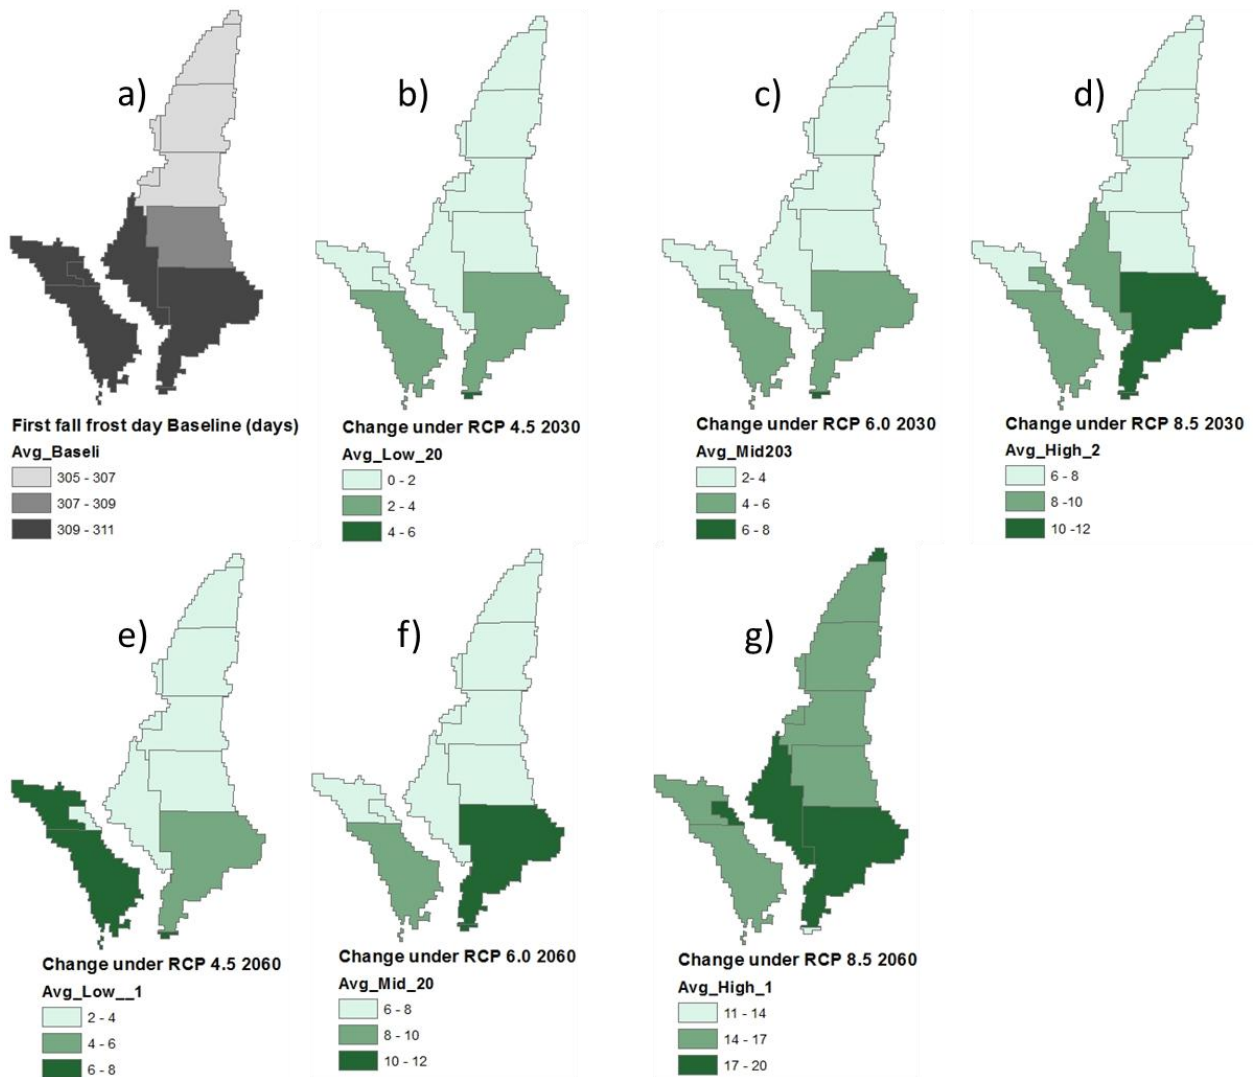 a)
b)
c)
d)
First fall frost day Baseline (days)
Avg_Baseli
305 - 307
307 - 309
309 - 311
Change under RCP 4.5 2030
Avg_Low_20
0 - 2
2 - 4
4 - 6
Change under RCP 6.0 2030
Avg_Mid203
2- 4
4 - 6
6 - 8
Change under RCP 8.5 2030
Avg_High_2
6 - 8
8 -10
10 -12
e)
f)
g)
Change under RCP 4.5 2060
Avg_Low__1
2 - 4
4 - 6
6 - 8
Change under RCP 6.0 2060
Avg_Mid_20
6 - 8
8 - 10
10 - 12
Change under RCP 8.5 2060
Avg_High_1
11 - 14
14 - 17
17 - 20